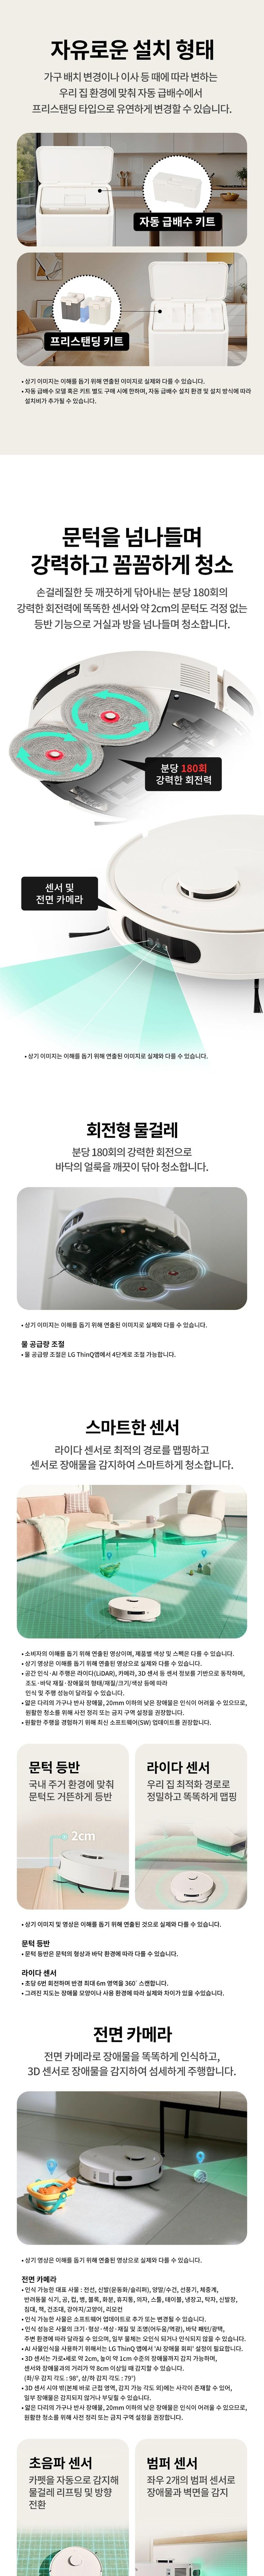 자유로운 설치 형태
가구 배치 변경이나 이사 등 때에 따라 변하는
우리 집 환경에 맞춰 자동 급배수에서
프리스탠딩 타입으로 유연하게 변경할 수 있습니다.
자동 급배수 키트
프리스탠딩 키트
• 상기 이미지는 이해를 돕기 위해 연출된 이미지로 실제와 다를 수 있습니다.
• 자동 급배수 모델 혹은 키트 별도 구매 시에 한하며, 자동 급배수 설치 환경 및 설치 방식에 따라
설치비가 추가될 수 있습니다.
문턱을 넘나들며
강력하고 꼼꼼하게 청소
손걸레질한 듯 깨끗하게 닦아내는 분당 180회의
강력한 회전력에 똑똑한 센서와 약 2cm의 문턱도 걱정 없는
등반 기능으로 거실과 방을 넘나들며 청소합니다.
분당 180회
강력한 회전력
센서 및
전면 카메라
• 상기 이미지는 이해를 돕기 위해 연출된 이미지로 실제와 다를 수 있습니다.
회전형 물걸레
분당 180회의 강력한 회전으로
바닥의 얼룩을 깨끗이 닦아 청소합니다.
• 상기 이미지는 이해를 돕기 위해 연출된 이미지로 실제와 다를 수 있습니다.
물 공급량 조절
• 물 공급량 조절은 LG ThinQ앱에서 4단계로 조절 가능합니다.
스마트한 센서
라이다 센서로 최적의 경로를 맵핑하고
센서로 장애물을 감지하여 스마트하게 청소합니다.
• 소비자의 이해를 돕기 위해 연출된 영상이며, 제품별 색상 및 스펙은 다를 수 있습니다.
• 상기 영상은 이해를 돕기 위해 연출된 영상으로 실제와 다를 수 있습니다.
• 공간 인식·AI 주행은 라이다(LiDAR), 카메라, 3D 센서 등 센서 정보를 기반으로 동작하며,
조도·바닥 재질·장애물의 형태/재질/크기/색상 등에 따라
인식 및 주행 성능이 달라질 수 있습니다.
• 얇은 다리의 가구나 반사 장애물, 20mm 이하의 낮은 장애물은 인식이 어려울 수 있으므로,
원활한 청소를 위해 사전 정리 또는 금지 구역 설정을 권장합니다.
• 원활한 주행을 경험하기 위해 최신 소프트웨어(SW) 업데이트를 권장합니다.
문턱 등반
국내 주거 환경에 맞춰
문턱도 거뜬하게 등반
2cm
라이다 센서
우리 집 최적화 경로로
정밀하고 똑똑하게 맵핑
• 상기 이미지 및 영상은 이해를 돕기 위해 연출된 것으로 실제와 다를 수 있습니다.
문턱 등반
• 문턱 등반은 문턱의 형상과 바닥 환경에 따라 다를 수 있습니다.
라이다 센서
• 초당 6번 회전하며 반경 최대 6m 영역을 360˚ 스캔합니다.
• 그려진 지도는 장애물 모양이나 사용 환경에 따라 실제와 차이가 있을 수있습니다.
전면 카메라
전면 카메라로 장애물을 똑똑하게 인식하고,
3D 센서로 장애물을 감지하여 섬세하게 주행합니다.
• 상기 영상은 이해를 돕기 위해 연출된 영상으로 실제와 다를 수 있습니다.
전면 카메라
• 인식 가능한 대표 사물 : 전선, 신발(운동화/슬리퍼), 양말/수건, 선풍기, 체중계,
반려동물 식기, 공, 컵, 병, 블록, 화분, 휴지통, 의자, 스툴, 테이블, 냉장고, 탁자, 신발장,
침대, 책, 건조대, 강아지/고양이, 리모컨
• 인식 가능한 사물은 소프트웨어 업데이트로 추가 또는 변경될 수 있습니다.
• 인식 성능은 사물의 크기·형상·색상·재질 및 조명(어두움/역광), 바닥 패턴/광택,
주변 환경에 따라 달라질 수 있으며, 일부 물체는 오인식 되거나 인식되지 않을 수 있습니다.
• AI 사물인식을 사용하기 위해서는 LG ThinQ 앱에서 'AI 장애물 회피' 설정이 필요합니다.
• 3D 센서는 가로•세로 약 2cm, 높이 약 1cm 수준의 장애물까지 감지 가능하며,
센서와 장애물과의 거리가 약 8cm 이상일 때 감지할 수 있습니다.
(좌/우 감지 각도 : 98°, 상/하 감지 각도 : 79°)
• 3D 센서 시야 밖(본체 바로 근접 영역, 감지 가능 각도 외)에는 사각이 존재할 수 있어,
일부 장애물은 감지되지 않거나 부딪힐 수 있습니다.
• 얇은 다리의 가구나 반사 장애물, 20mm 이하의 낮은 장애물은 인식이 어려울 수 있으므로,
원활한 청소를 위해 사전 정리 또는 금지 구역 설정을 권장합니다.
초음파 센서
카펫을 자동으로 감지해
물걸레 리프팅 및 방향
전환
범퍼 센서
좌우 2개의 범퍼 센서로
장애물과 벽면을 감지